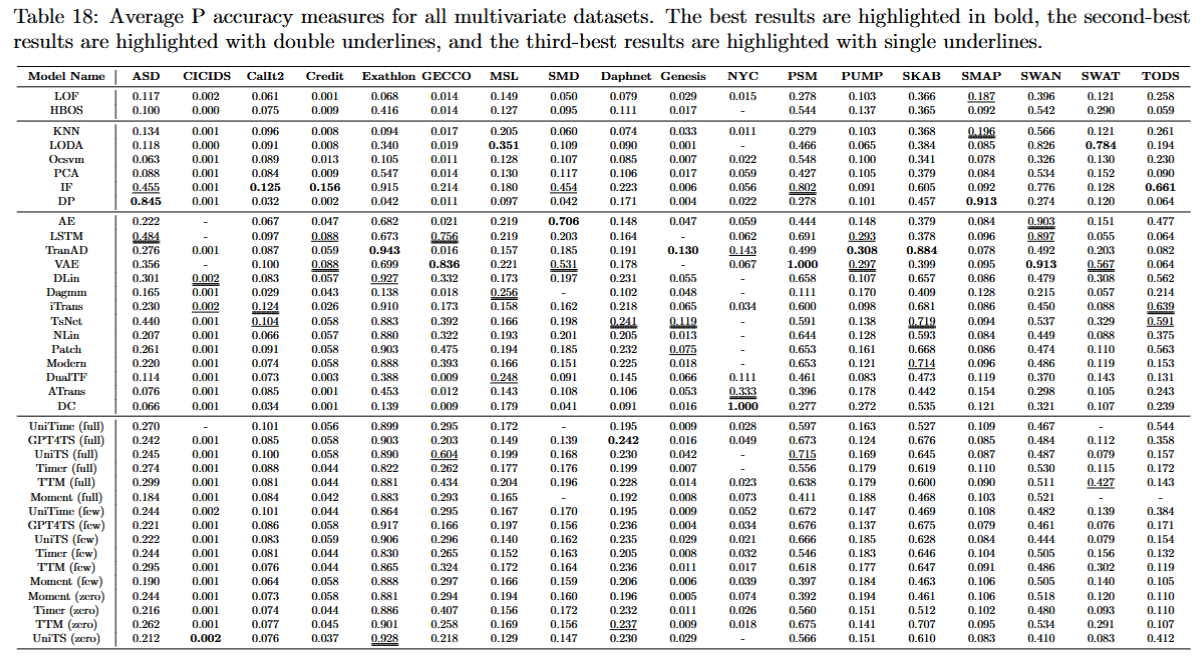 Table 18: Average P accuracy measures for all multivariate datasets. The best results are highlighted in bold, the second-best
results are highlighted with double underlines, and the third-best results are highlighted with single underlines.
Model Name ASD CICIDS CalIt2 Credit Exathlon GECCO MSL SMD Daphnet Genesis NYC PSM PUMP SKAB SMAP SWAN SWAT TODS
LOF 0.117 0.002 0.061 0.001 0.068 0.014 0.149 0.050 0.079 0.029 0.015 0.278 0.103 0.366 0.187 0.396 0.121 0.258
HBOS 0.100 0.000 0.075 0.009 0.416 0.014 0.127 0.095 0.111 0.017 - 0.544 0.137 0.365 0.092 0.542 0.290 0.059
KNN 0.134 0.001 0.096 0.008 0.094 0.017 0.205 0.060 0.074 0.033 0.011 0.279 0.103 0.368 0.196 0.566 0.121 0.261
LODA 0.118 0.000 0.091 0.008 0.340 0.019 0.351 0.109 0.090 0.001 - 0.466 0.065 0.384 0.085 0.826 0.784 0.194
Ocsvm 0.063 0.001 0.089 0.013 0.105 0.011 0.128 0.107 0.085 0.007 0.022 0.548 0.100 0.341 0.078 0.326 0.130 0.230
PCA 0.088 0.001 0.084 0.009 0.547 0.014 0.130 0.117 0.106 0.017 0.059 0.427 0.105 0.379 0.084 0.534 0.152 0.090
IF 0.455 0.001 0.125 0.156 0.915 0.214 0.180 0.454 0.223 0.006 0.056 0.802 0.091 0.605 0.092 0.776 0.128 0.661
DP 0.845 0.001 0.032 0.002 0.042 0.011 0.097 0.042 0.171 0.004 0.022 0.278 0.101 0.457 0.913 0.274 0.120 0.064
AE 0.222 - 0.067 0.047 0.682 0.021 0.219 0.706 0.148 0.047 0.059 0.444 0.148 0.379 0.084 0.903 0.151 0.477
LSTM 0.484 - 0.097 0.088 0.673 0.756 0.219 0.203 0.164 - 0.062 0.691 0.293 0.378 0.096 0.897 0.055 0.064
TranAD 0.276 0.001 0.087 0.059 0.943 0.016 0.157 0.185 0.191 0.130 0.143 0.499 0.308 0.884 0.078 0.492 0.203 0.082
VAE 0.356 - 0.100 0.088 0.699 0.836 0.221 0.531 0.178 - 0.067 1.000 0.297 0.399 0.095 0.913 0.567 0.064
DLin 0.301 0.002 0.083 0.057 0.927 0.332 0.173 0.197 0.231 0.055 - 0.658 0.107 0.657 0.086 0.479 0.308 0.562
Dagmm 0.165 0.001 0.029 0.043 0.138 0.018 0.256 - 0.102 0.048 - 0.111 0.170 0.409 0.128 0.215 0.057 0.214
iTrans 0.230 0.002 0.124 0.026 0.910 0.173 0.158 0.162 0.218 0.065 0.034 0.600 0.098 0.681 0.086 0.450 0.088 0.639
TsNet 0.440 0.001 0.104 0.058 0.883 0.392 0.166 0.198 0.241 0.119 - 0.591 0.138 0.719 0.094 0.537 0.329 0.591
NLin 0.207 0.001 0.066 0.057 0.880 0.322 0.193 0.201 0.205 0.013 - 0.644 0.128 0.593 0.084 0.449 0.088 0.375
Patch 0.261 0.001 0.091 0.058 0.903 0.475 0.194 0.185 0.232 0.075 - 0.653 0.161 0.668 0.086 0.474 0.110 0.563
Modern 0.220 0.001 0.074 0.058 0.888 0.393 0.166 0.151 0.225 0.018 - 0.653 0.121 0.714 0.096 0.486 0.119 0.153
DualTF 0.114 0.001 0.073 0.003 0.388 0.009 0.248 0.091 0.145 0.066 0.111 0.461 0.083 0.473 0.119 0.370 0.143 0.131
ATrans 0.076 0.001 0.085 0.001 0.453 0.012 0.143 0.108 0.106 0.053 0.333 0.396 0.178 0.442 0.154 0.298 0.105 0.243
DC 0.066 0.001 0.034 0.001 0.139 0.009 0.179 0.041 0.091 0.016 1.000 0.277 0.272 0.535 0.121 0.321 0.107 0.239
UniTime (full) 0.270 - 0.101 0.056 0.899 0.295 0.172 - 0.195 0.009 0.028 0.597 0.163 0.527 0.109 0.467 - 0.544
GPT4TS (full) 0.242 0.001 0.085 0.058 0.903 0.203 0.149 0.139 0.242 0.016 0.049 0.673 0.124 0.676 0.085 0.484 0.112 0.358
UniTS (full) 0.245 0.001 0.100 0.058 0.890 0.604 0.199 0.168 0.230 0.042 - 0.715 0.169 0.645 0.087 0.487 0.079 0.157
Timer (full) 0.274 0.001 0.088 0.044 0.822 0.262 0.177 0.176 0.199 0.007 - 0.556 0.179 0.619 0.110 0.530 0.115 0.172
TTM (full) 0.299 0.001 0.081 0.044 0.881 0.434 0.204 0.196 0.228 0.014 0.023 0.638 0.179 0.600 0.090 0.511 0.427 0.143
Moment (full) 0.184 0.001 0.084 0.042 0.883 0.293 0.165 - 0.192 0.008 0.073 0.411 0.188 0.468 0.103 0.521 - -
UniTime (few) 0.244 0.002 0.101 0.044 0.864 0.295 0.167 0.170 0.195 0.009 0.052 0.672 0.147 0.469 0.108 0.482 0.139 0.384
GPT4TS (few) 0.221 0.001 0.086 0.058 0.917 0.166 0.197 0.156 0.236 0.004 0.034 0.676 0.137 0.675 0.079 0.461 0.076 0.171
UniTS (few) 0.222 0.001 0.083 0.059 0.906 0.296 0.140 0.162 0.235 0.029 0.021 0.666 0.185 0.628 0.084 0.444 0.079 0.154
Timer (few) 0.244 0.001 0.081 0.044 0.830 0.265 0.152 0.163 0.205 0.008 0.032 0.546 0.183 0.646 0.104 0.505 0.156 0.132
TTM (few) 0.295 0.001 0.076 0.044 0.865 0.324 0.172 0.164 0.236 0.011 0.017 0.618 0.177 0.647 0.091 0.486 0.302 0.119
Moment (few) 0.190 0.001 0.064 0.058 0.888 0.297 0.166 0.159 0.206 0.006 0.039 0.397 0.184 0.463 0.106 0.505 0.140 0.105
Moment (zero) 0.244 0.001 0.073 0.058 0.881 0.294 0.194 0.160 0.196 0.005 0.074 0.392 0.194 0.461 0.106 0.518 0.120 0.110
Timer (zero) 0.216 0.001 0.074 0.044 0.886 0.407 0.156 0.172 0.232 0.011 0.026 0.560 0.151 0.512 0.102 0.480 0.093 0.110
TTM (zero) 0.262 0.001 0.077 0.045 0.901 0.258 0.169 0.156 0.237 0.009 0.018 0.675 0.141 0.707 0.095 0.534 0.291 0.107
UniTS (zero) 0.212 0.002 0.076 0.037 0.928 0.218 0.129 0.147 0.230 0.029 - 0.566 0.151 0.610 0.083 0.410 0.083 0.412